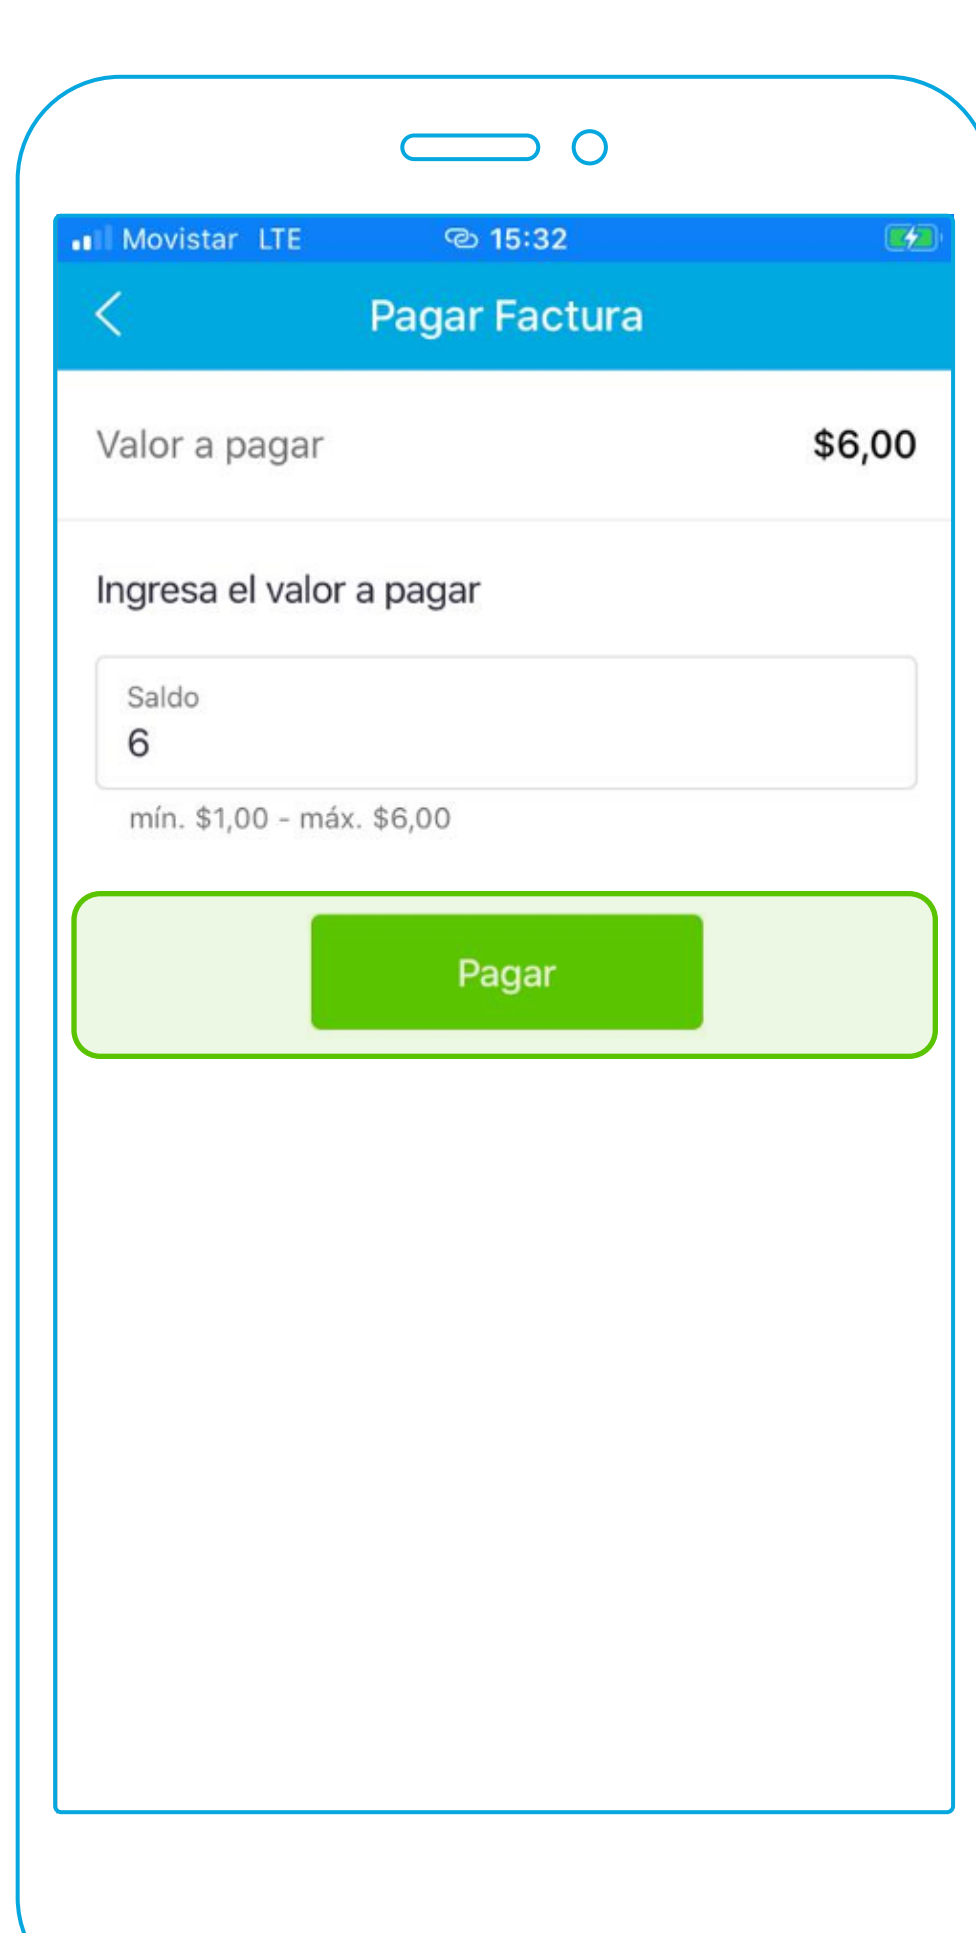 Movistar LTE 15:32
Pagar Factura
Valor a pagar $6,00
Ingresa el valor a pagar
Saldo
6
mín. $1,00 - máx. $6,00
Pagar